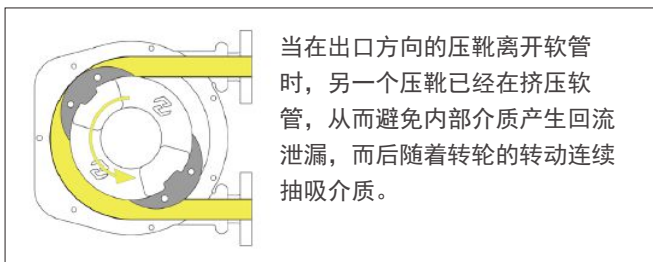 当在出口方向的压靴离开软管
时，另一个压靴已经在挤压软
管，从而避免内部介质产生回流
泄漏，而后随着转轮的转动连续
抽吸介质。